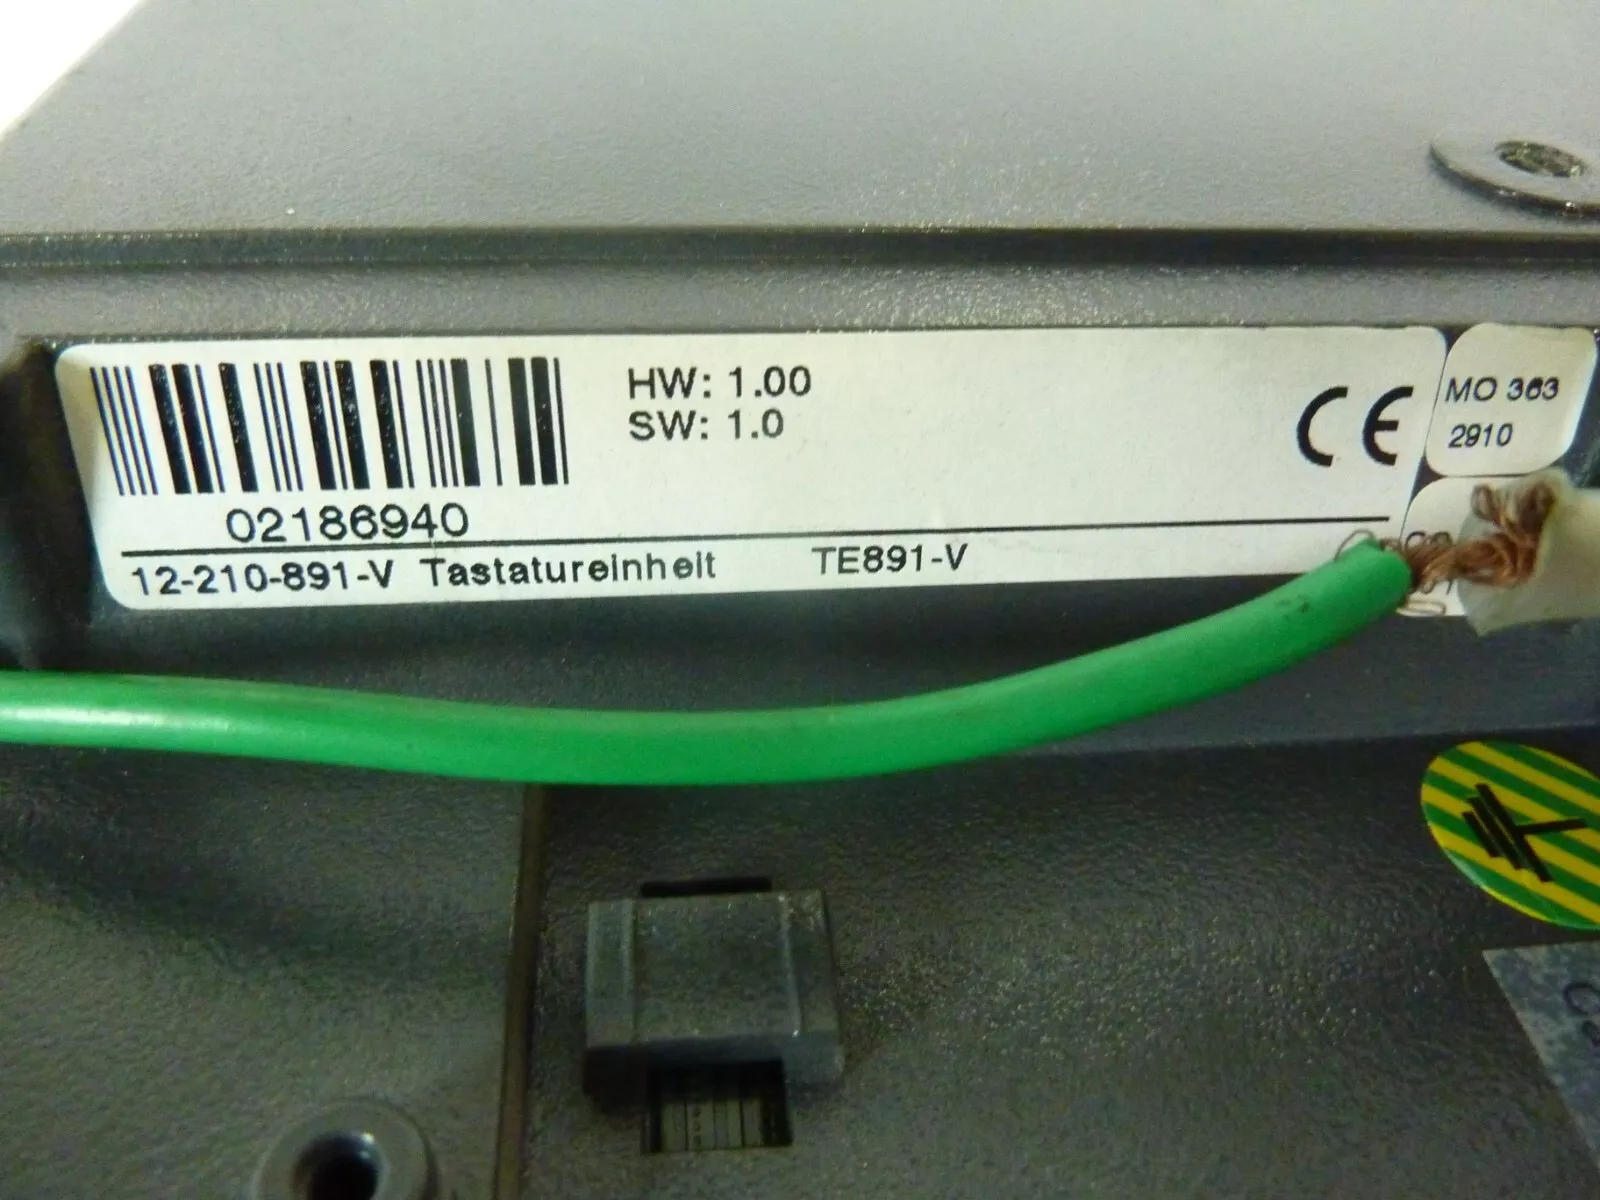 HW: 1.00
SW: 1.0
CE
MO 363
2910
02186940
12-210-891-V Tastatureinheit TE891-V